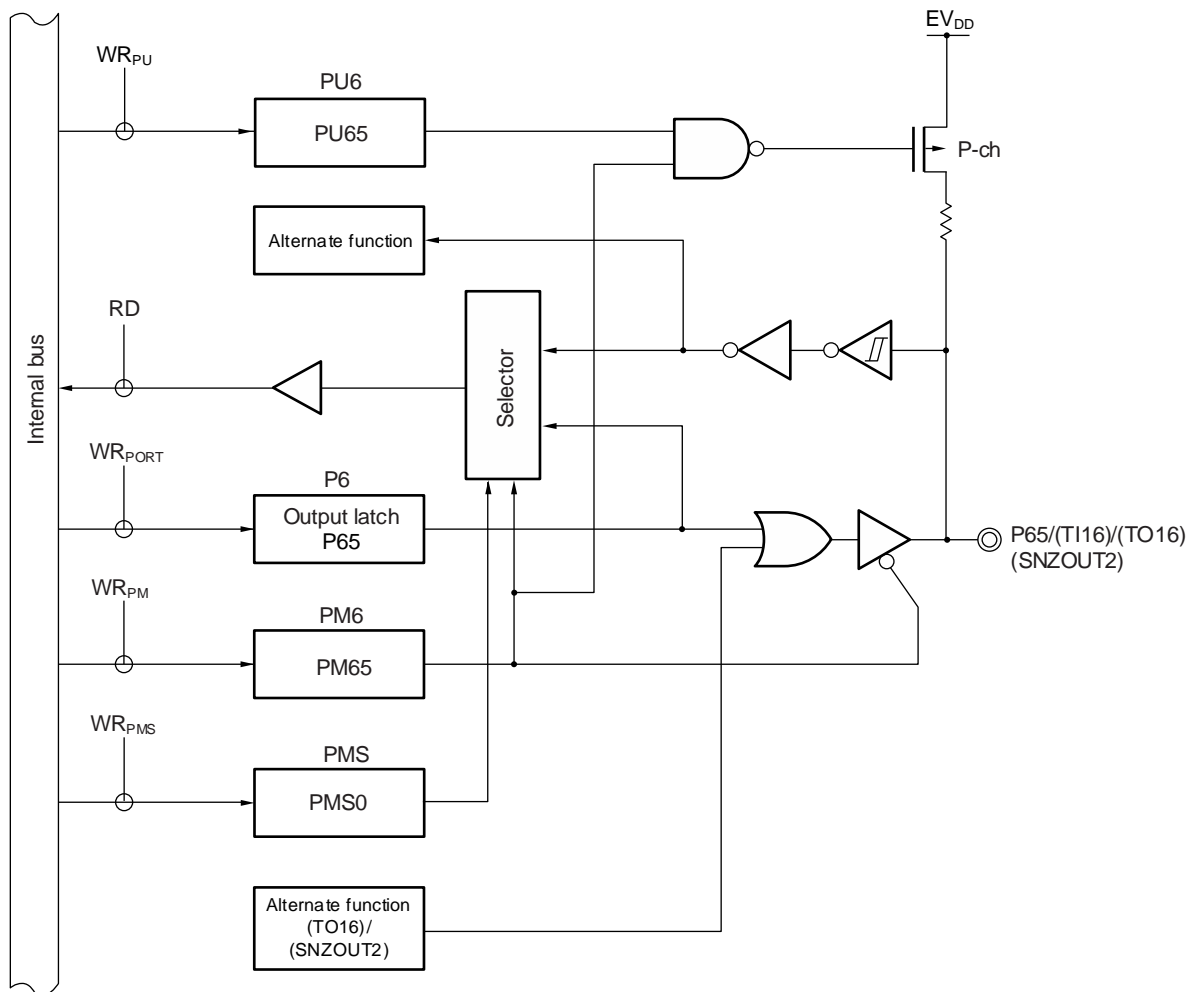 EVDD
WRPU
PU6
PU65
P-ch
Alternate function
RD
Selector
Internal bus
WRPORT
P6
Output latch
P65
P65/(TI16)/(TO16)
(SNZOUT2)
WRPM
PM6
PM65
WRPMS
PMS
PMS0
Alternate function
(TO16)/
(SNZOUT2)